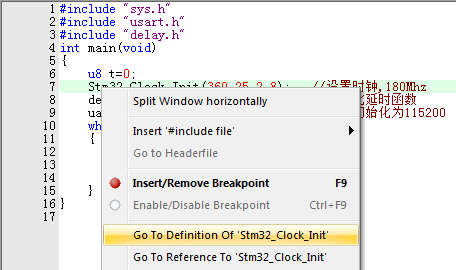 1 #include "sys.h"
2 #include "usart.h"
3 #include "delay.h"
4 int main(void)
5 {
6 u8 t=0;
7 Stm32_Clock_Init(360,25,2,8); //设置时钟,180Mhz
8 de 延时函数
9 ua 初始化为115200
10 wh
11 {
12
13
14
15 }
16 }
17
Split Window horizontally
Insert '#include file'
Go to Headerfile
Insert/Remove Breakpoint F9
Enable/Disable Breakpoint Ctrl+F9
Go To Definition Of 'Stm32_Clock_Init'
Go To Reference To 'Stm32_Clock_Init'